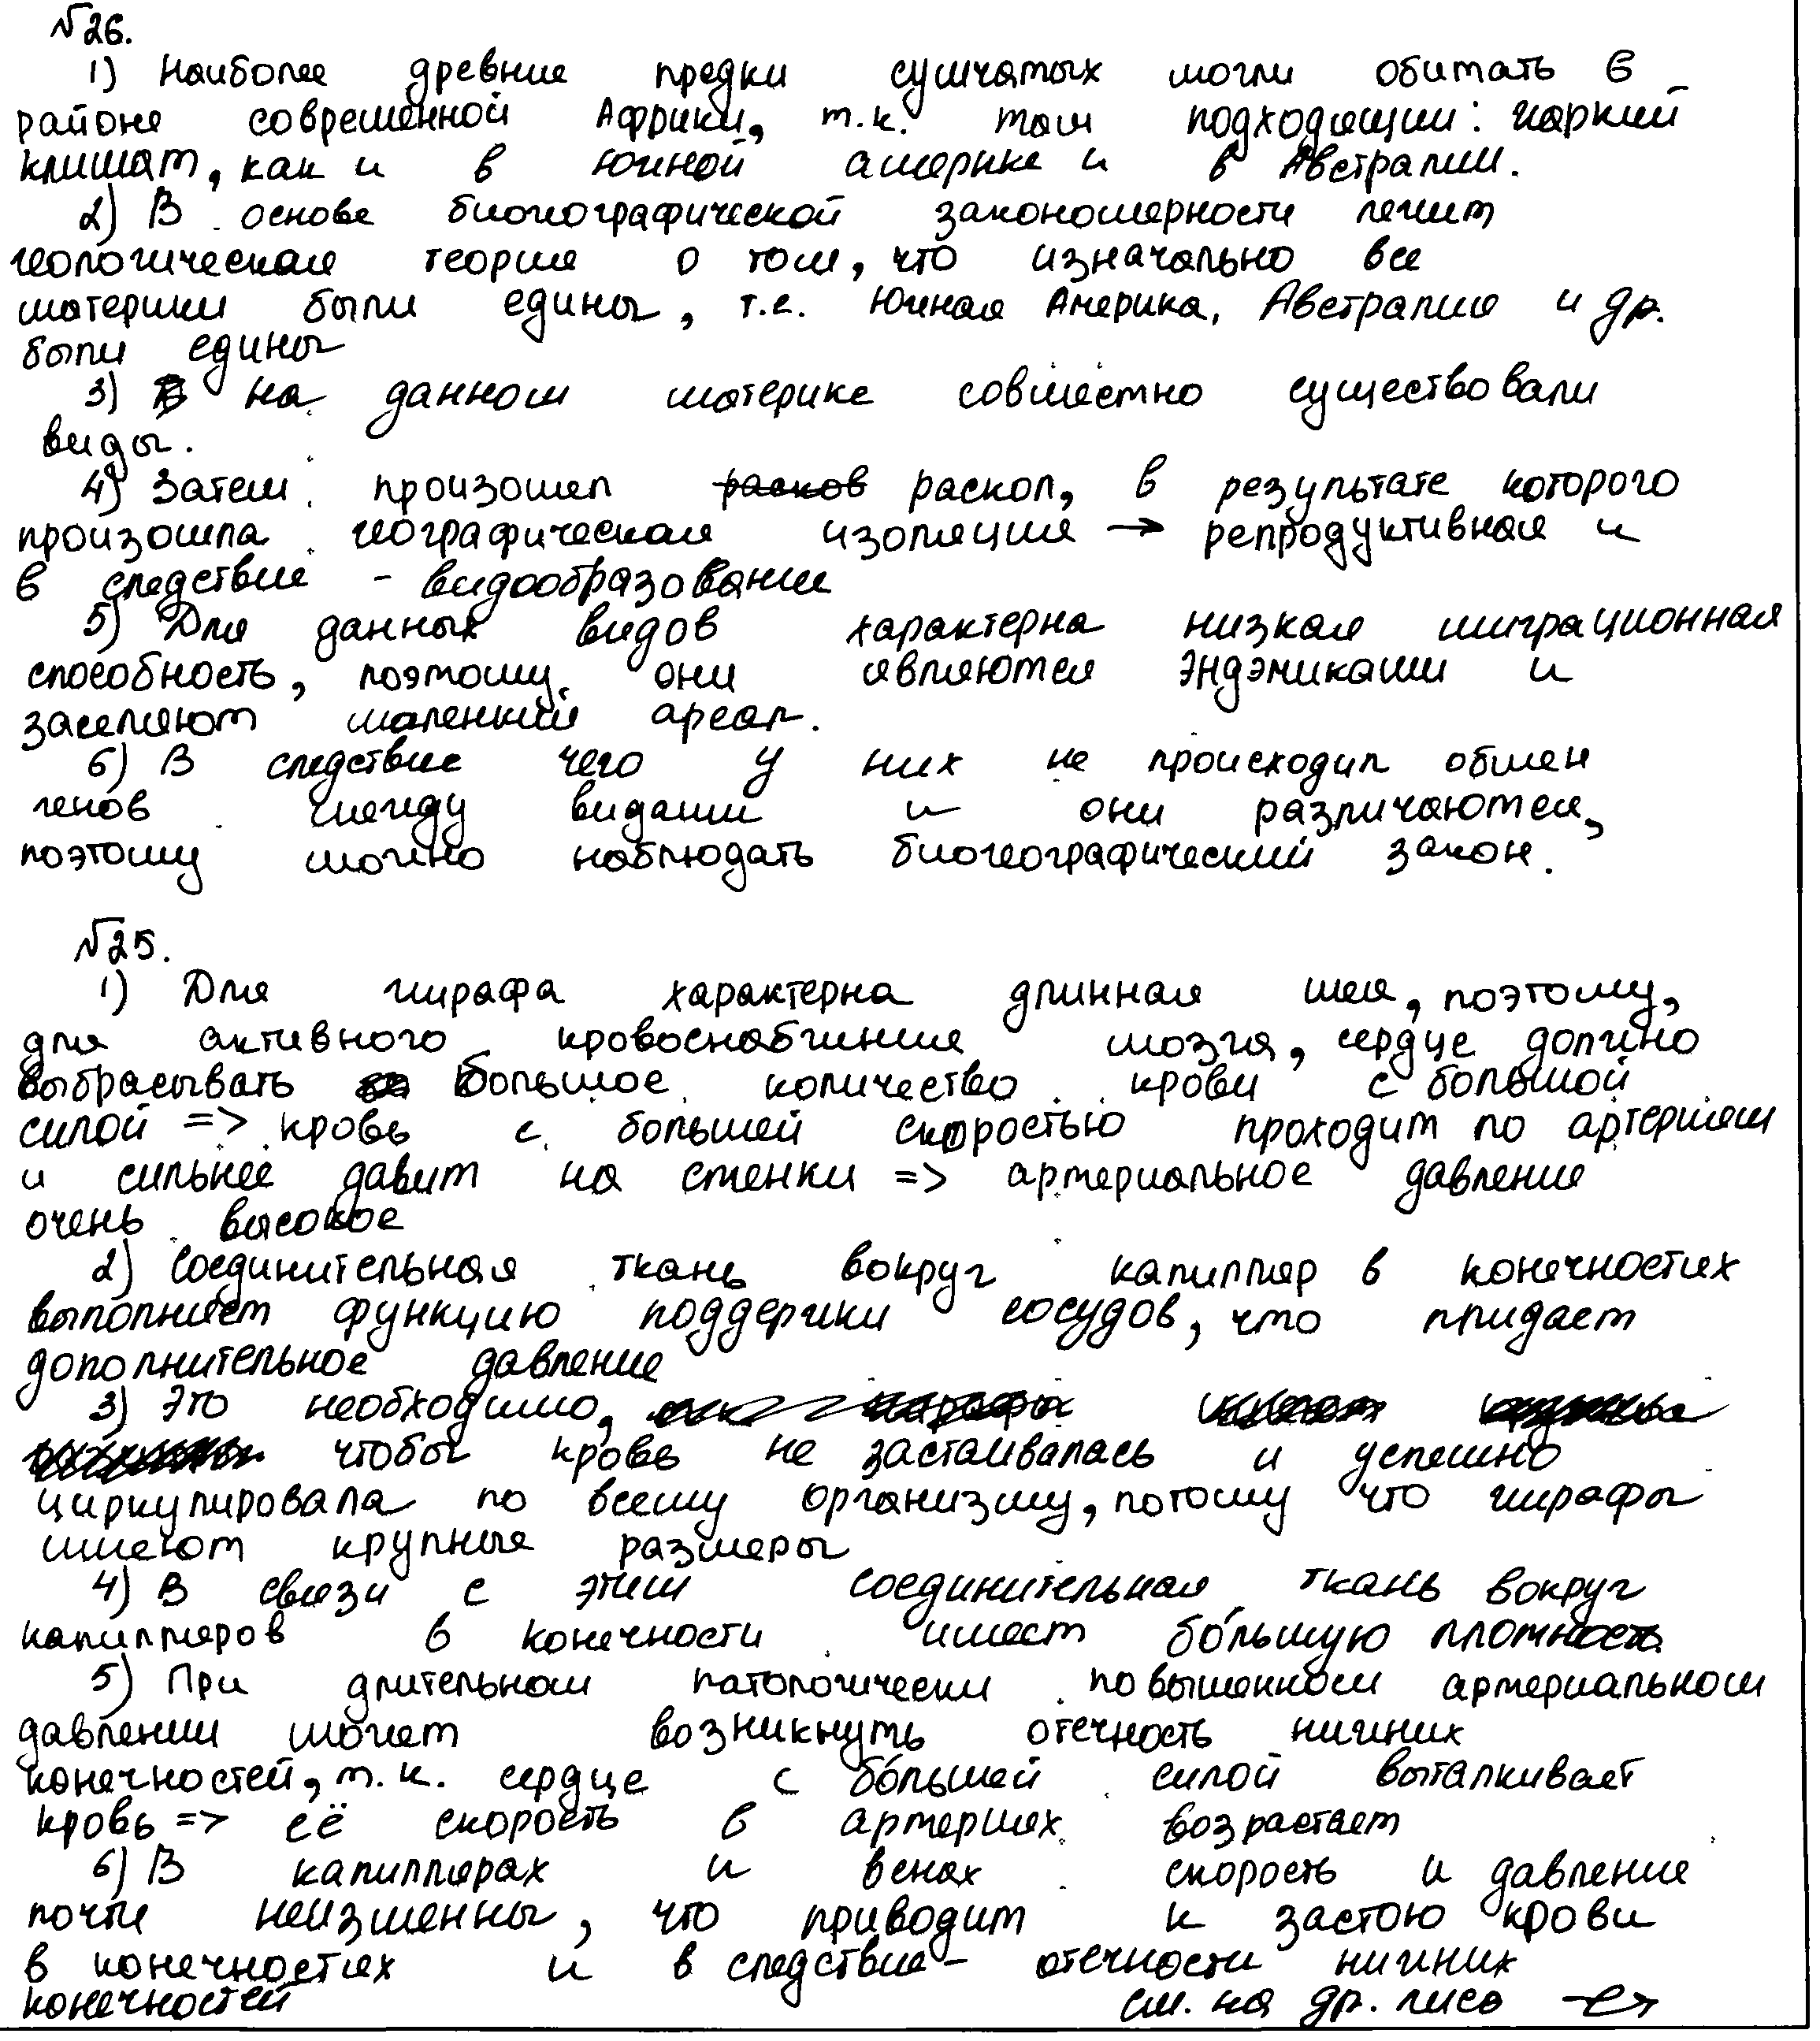 №26.
1) Наиболее древние предки сумчатых могли обитать в
районе современной Африки, т.к. там подходящии: жаркий
климат, как и в южной америке и в Австралии.
2) В основе биогеографической закономерности лежит
геологическая теория о том, что изначально все
материи были едины, т.е. Южная Америка, Австралия и др.
были едины
3) на данном материке совместно существовали
виды.
4) Затем произошел раскол, в результате которого
произошла географическая изоляция → репродуктивная и
в следствие - видообразование
5) Для данных видов характерна низкая миграционная
способность, поэтому они являются эндэмиками и
заселяют маленкий ареал.
6) В следствие чего у них не происходил обмен
генов между видами и они различаются,
поэтому можно наблюдать биогеографический закон.
№25.
1) Для жирафа характерна длинная шея, поэтому,
для активного кровоснабжения мозга, сердце должно
выбрасывать большое количество крови с большой
силой => кровь с большей скоростью проходит по артериям
и сильнее давит на стенки => артериальное давление
очень высокое
2) Соединительная ткань вокруг капилляр в конечностях
выполняет функцию поддержки сосудов, что придает
дополнительное давление
3) Это необходимо,
чтобы кровь не застаивалась и успешно
циркулировала по всему организму, потому что жирафы
имеют крупные размеры
4) В связи с этим соединительная ткань вокруг
капилляров в конечности имеет бо́льшую плотность
5) При длительном патологически повышенном артериальном
давлении может возникнуть отечность нижних
конечностей, т.к. сердце с бо́льшей силой выталкивает
кровь => её скорость в артериях возрастает
6) В капиллярах и венах скорость и давление
почти неизменны, что приводит к застою крови
в конечностях и в следствие - отечности нижних
конечностей
см. на др. лист →